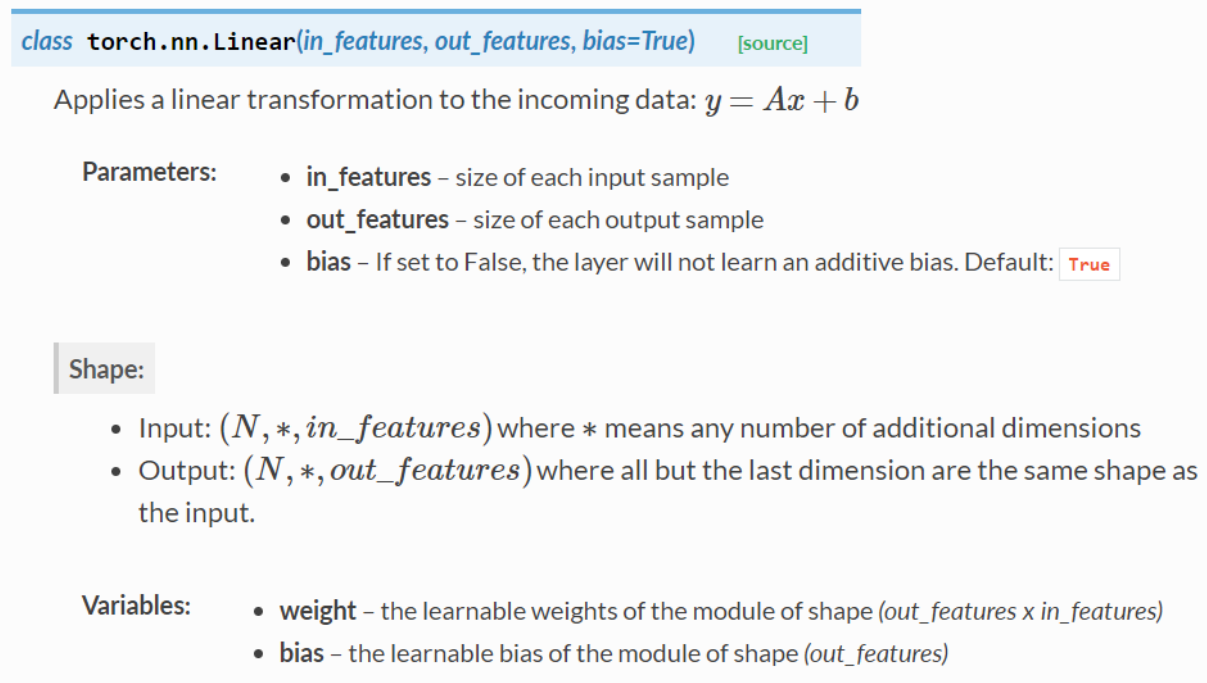 class torch.nn.Linear(in_features, out_features, bias=True) [source]
Applies a linear transformation to the incoming data: y = Ax + b
Parameters:
• in_features – size of each input sample
• out_features – size of each output sample
• bias – If set to False, the layer will not learn an additive bias. Default: True
Shape:
• Input: (N, *, in_features) where * means any number of additional dimensions
• Output: (N, *, out_features) where all but the last dimension are the same shape as
the input.
Variables:
• weight – the learnable weights of the module of shape (out_features x in_features)
• bias – the learnable bias of the module of shape (out_features)